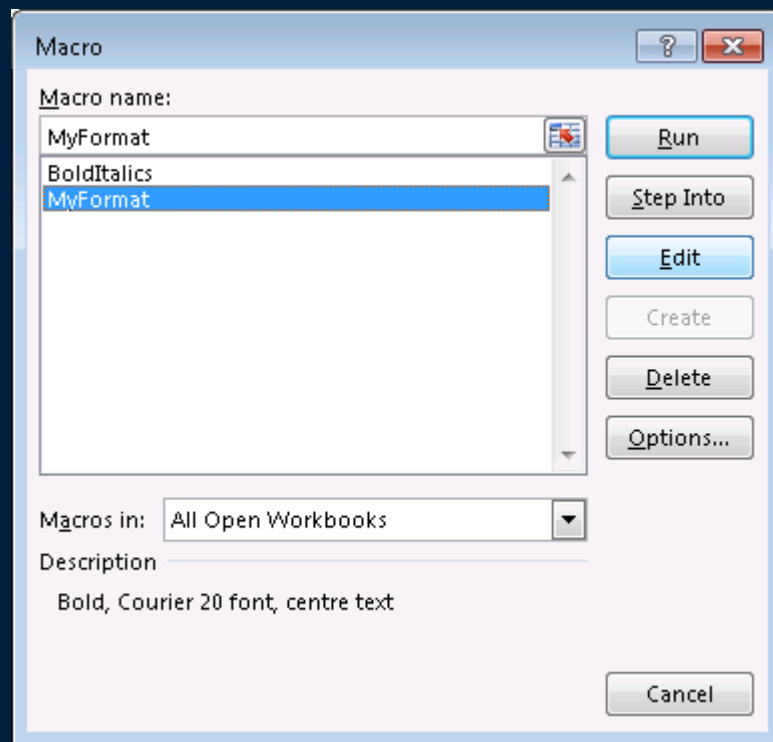 Macro
Macro name:
MyFormat
BoldItalics
MyFormat
Run
Step Into
Edit
Create
Delete
Options...
Macros in: All Open Workbooks
Description
Bold, Courier 20 font, centre text
Cancel